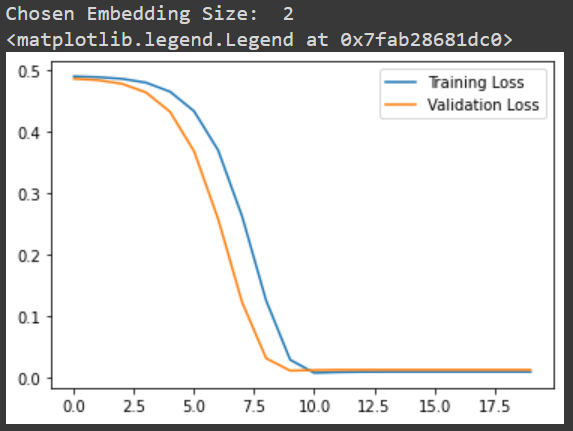 Chosen Embedding Size:  2
<matplotlib.legend.Legend at 0x7fab28681dc0>
0.5
Training Loss
Validation Loss
0.4
0.3
0.2
0.1
0.0
0.0 2.5 5.0 7.5 10.0 12.5 15.0 17.5